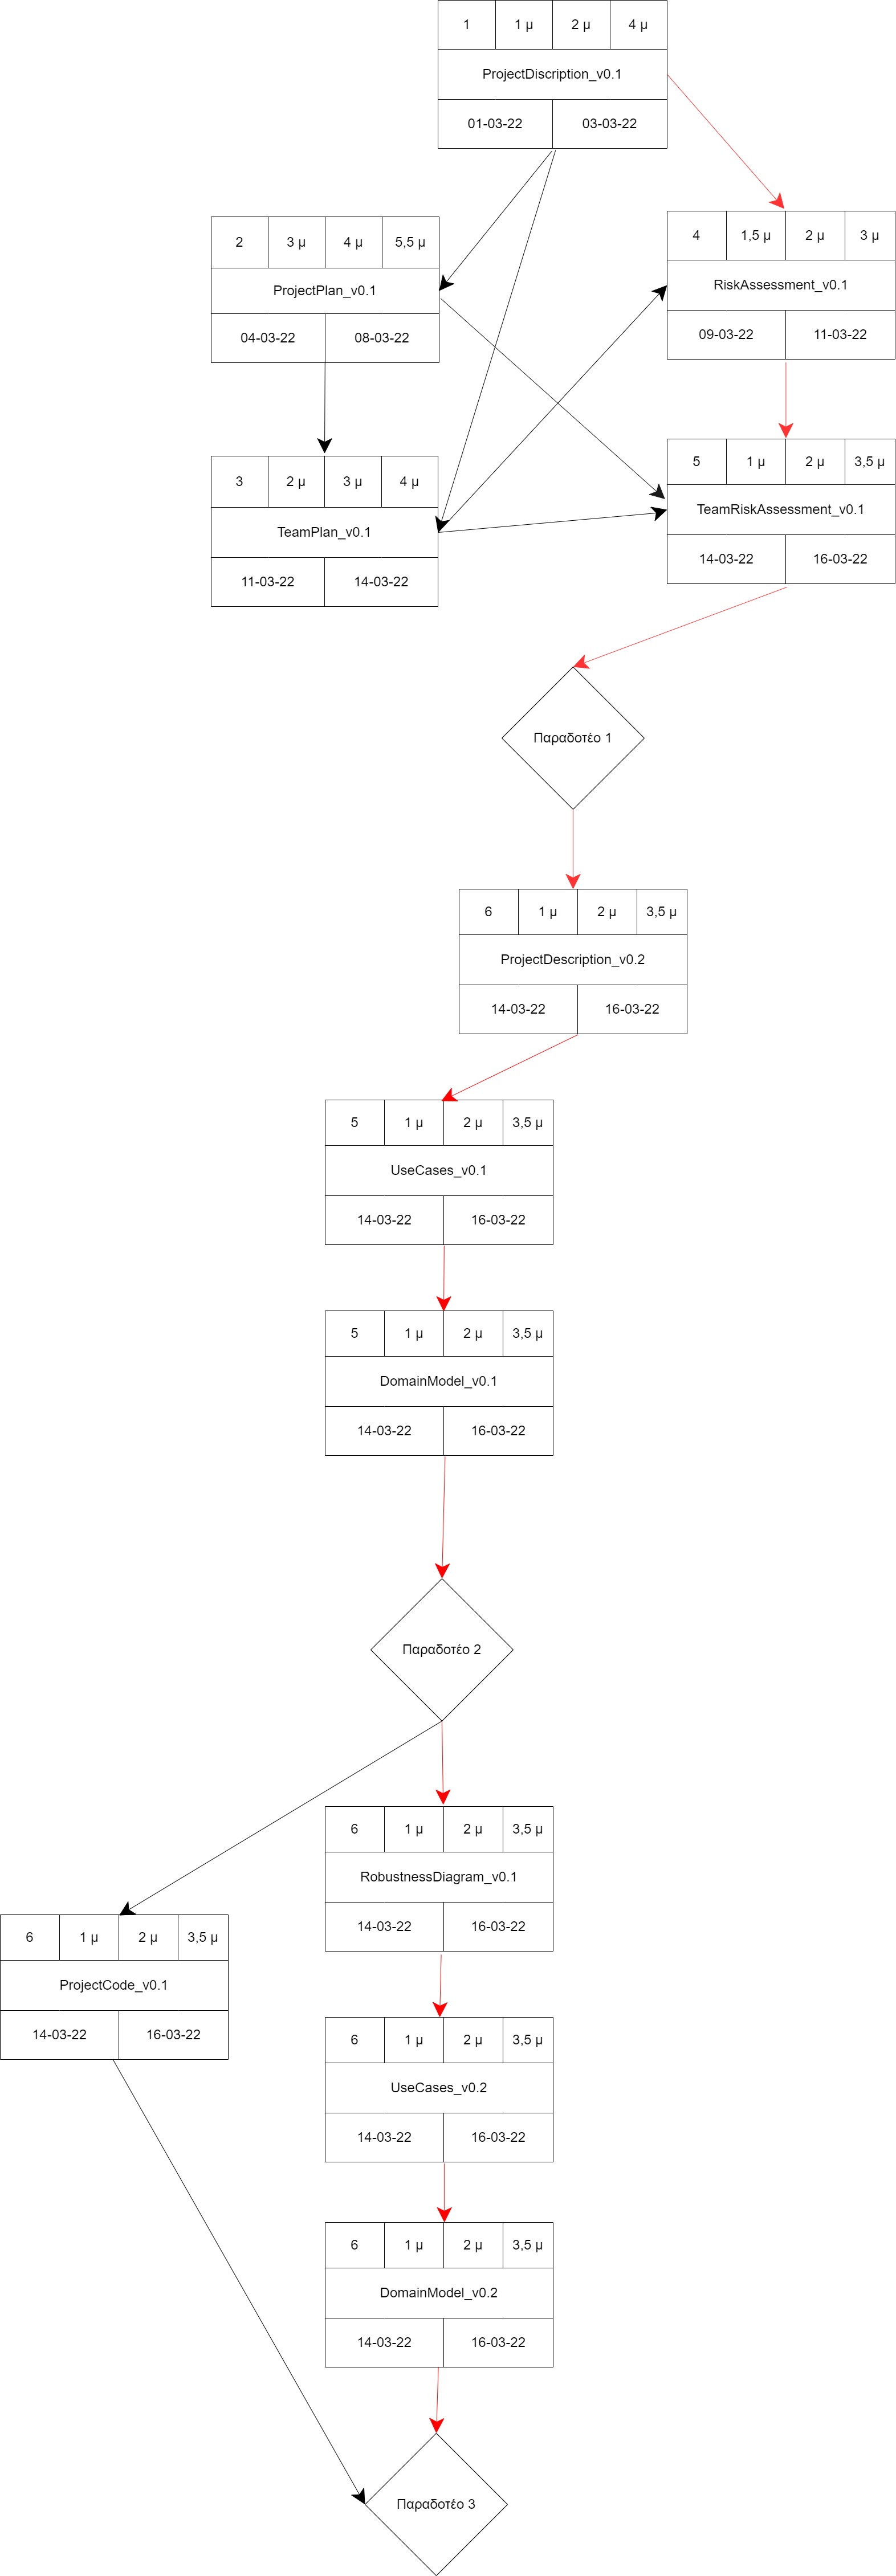 1 1 μ 2 μ 4 μ
ProjectDiscription_v0.1
01-03-22 03-03-22
2 3 μ 4 μ 5,5 μ
ProjectPlan_v0.1
04-03-22 08-03-22
4 1,5 μ 2 μ 3 μ
RiskAssessment_v0.1
09-03-22 11-03-22
3 2 μ 3 μ 4 μ
TeamPlan_v0.1
11-03-22 14-03-22
5 1 μ 2 μ 3,5 μ
TeamRiskAssessment_v0.1
14-03-22 16-03-22
Παραδοτέο 1
6 1 μ 2 μ 3,5 μ
ProjectDescription_v0.2
14-03-22 16-03-22
5 1 μ 2 μ 3,5 μ
UseCases_v0.1
14-03-22 16-03-22
5 1 μ 2 μ 3,5 μ
DomainModel_v0.1
14-03-22 16-03-22
Παραδοτέο 2
6 1 μ 2 μ 3,5 μ
RobustnessDiagram_v0.1
14-03-22 16-03-22
6 1 μ 2 μ 3,5 μ
ProjectCode_v0.1
14-03-22 16-03-22
6 1 μ 2 μ 3,5 μ
UseCases_v0.2
14-03-22 16-03-22
6 1 μ 2 μ 3,5 μ
DomainModel_v0.2
14-03-22 16-03-22
Παραδοτέο 3